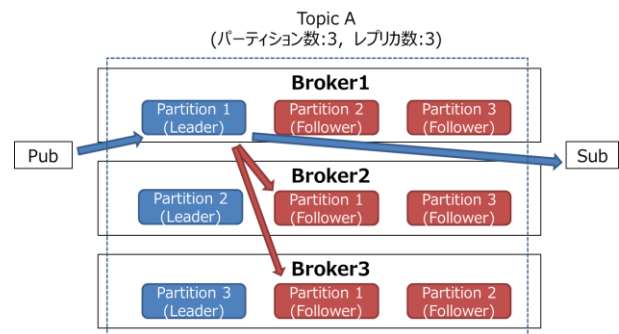 Topic A
(パーティション数:3, レプリカ数:3)
Broker1
Partition 1
(Leader)
Partition 2
(Follower)
Partition 3
(Follower)
Pub
Sub
Broker2
Partition 2
(Leader)
Partition 1
(Follower)
Partition 3
(Follower)
Broker3
Partition 3
(Leader)
Partition 1
(Follower)
Partition 2
(Follower)